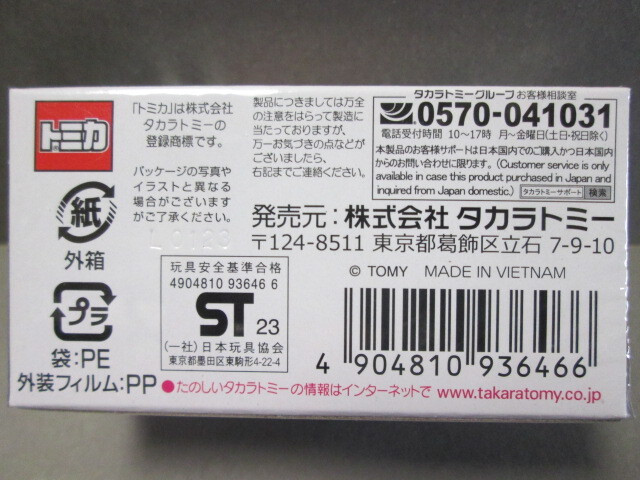 トミカ
「トミカ」は株式会社
タカラトミーの
登録商標です。
パッケージの写真や
イラストと異なる
場合がございます
がご了承ください。
製品につきましては万全
の注意をはらって製造に
当たっておりますが、
万一お気づきの点などが
ございましたら、
右記までご連絡ください。
タカラトミーグループ お客様相談室
0570-041031
電話受付時間 10〜17時 月〜金曜日(土・日・祝日除く)
本製品のお客様サポートは日本国内でのご購入かつ日本国内
からのお問い合わせに限ります。(Customer service is only
available in case this product purchased in Japan and
inquired from Japan domestic.)
タカラトミーサポート 検索
発売元:株式会社 タカラトミー
〒124-8511 東京都葛飾区立石 7-9-10
© TOMY MADE IN VIETNAM
紙
外箱
プラ
袋:PE
外装フィルム:PP
玩具安全基準合格
4904810 93646 6
ST 23
(一社)日本玩具協会
東京都墨田区東駒形4-22-4
4 904810 936466
●たのしいタカラトミーの情報はインターネットで www.takaratomy.co.jp